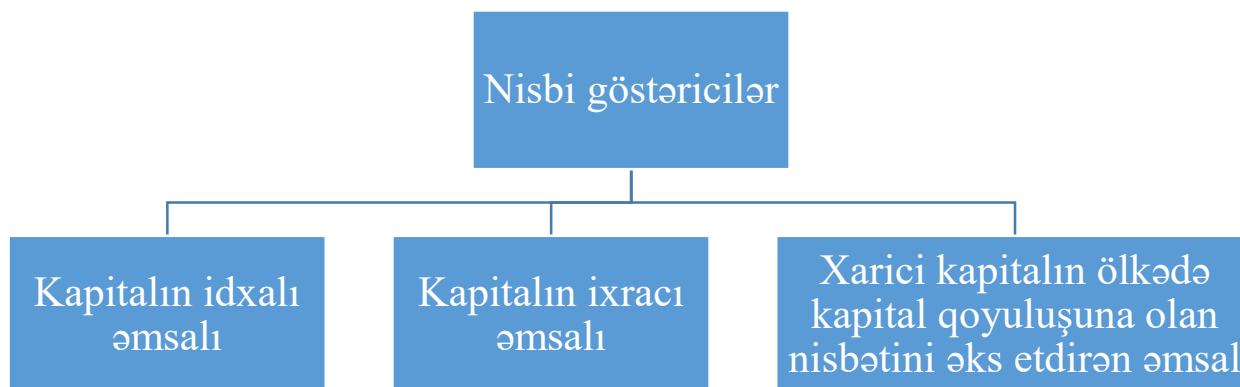 Nisbi göstəricilər
Kapitalın idxalı
əmsalı
Kapitalın ixracı
əmsalı
Xarici kapitalın ölkədə
kapital qoyuluşuna olan
nisbətini əks etdirən əmsal